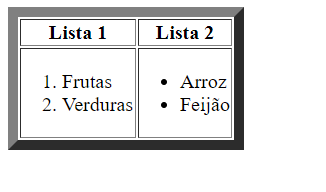 Lista 1 Lista 2
1. Frutas
2. Verduras
• Arroz
• Feijão